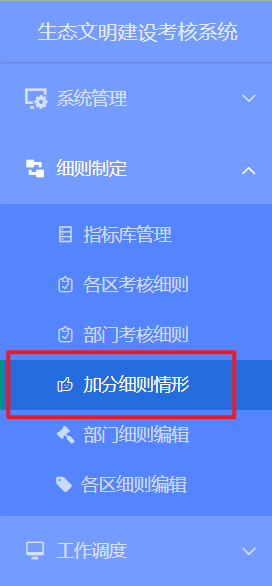 生态文明建设考核系统
系统管理
细则制定
指标库管理
各区考核细则
部门考核细则
加分细则情形
部门细则编辑
各区细则编辑
工作调度